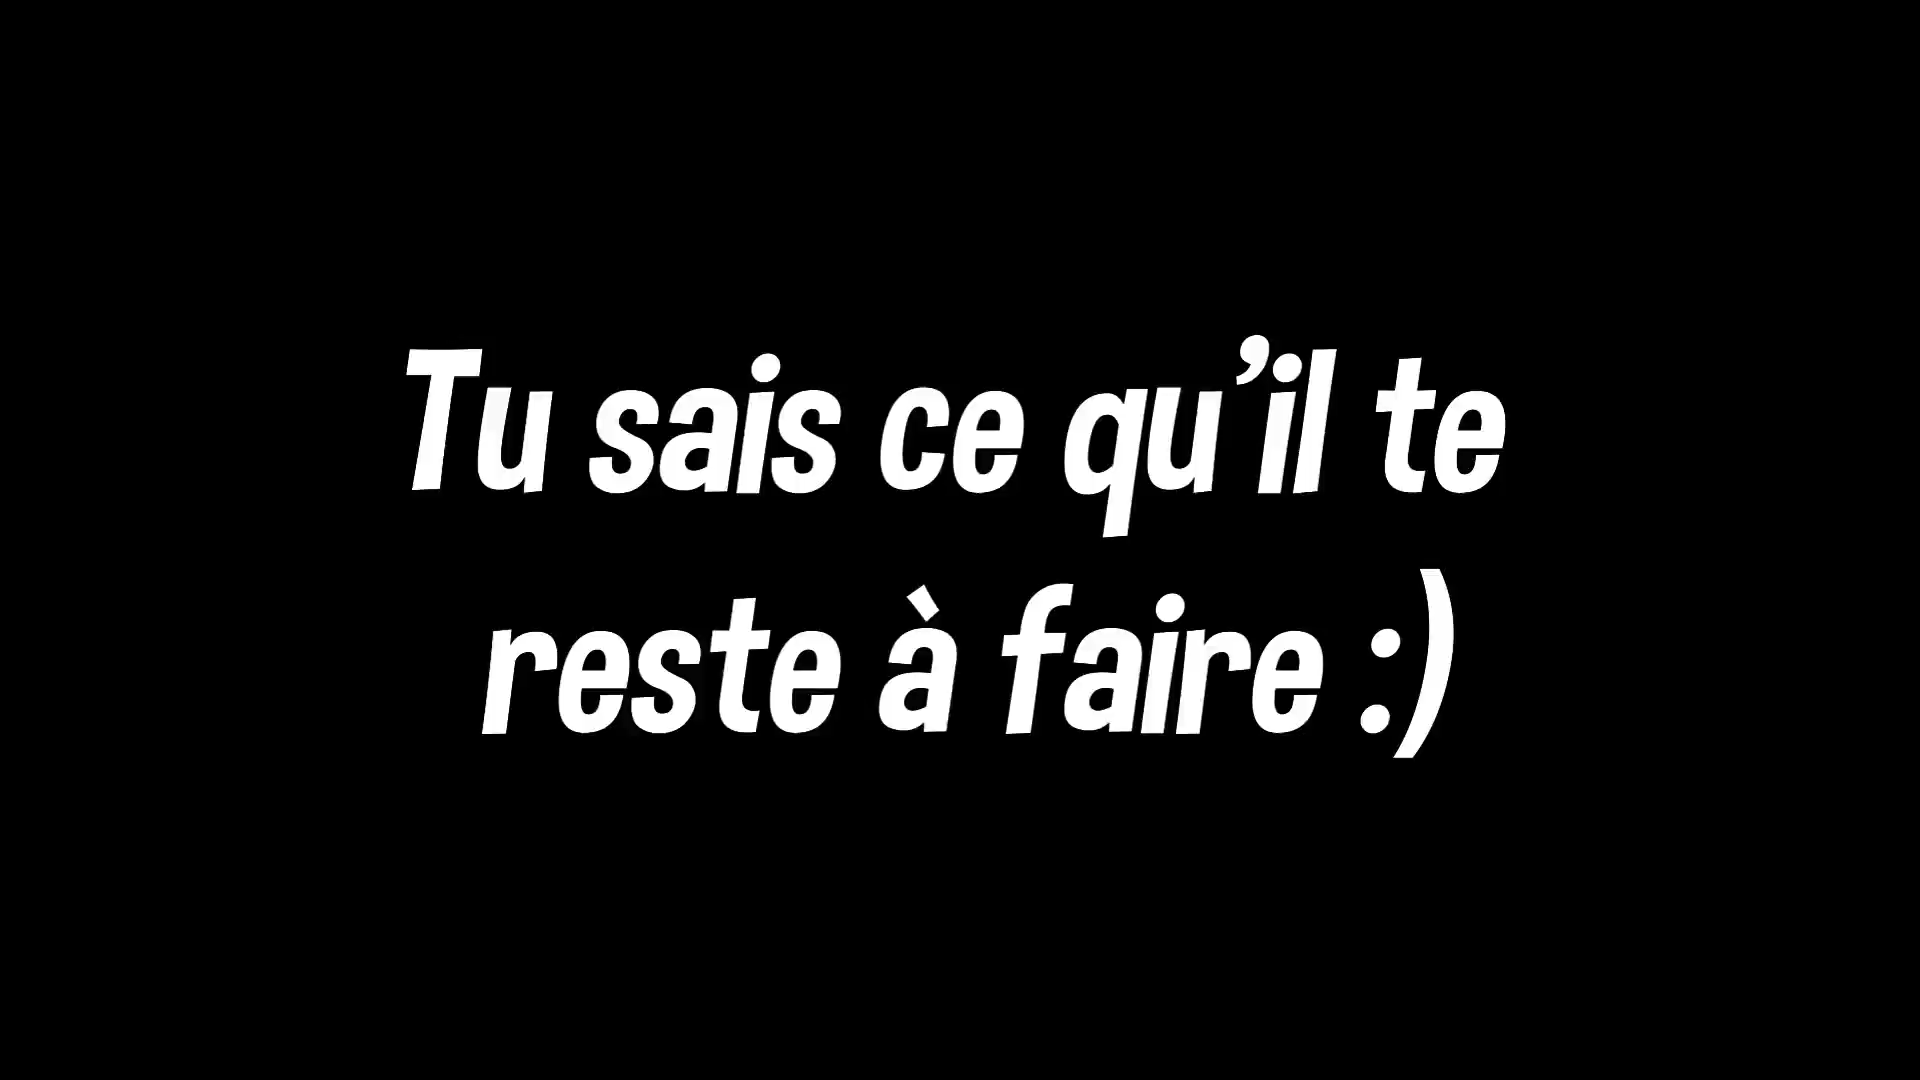 Tu sais ce qu’il te
reste à faire :)